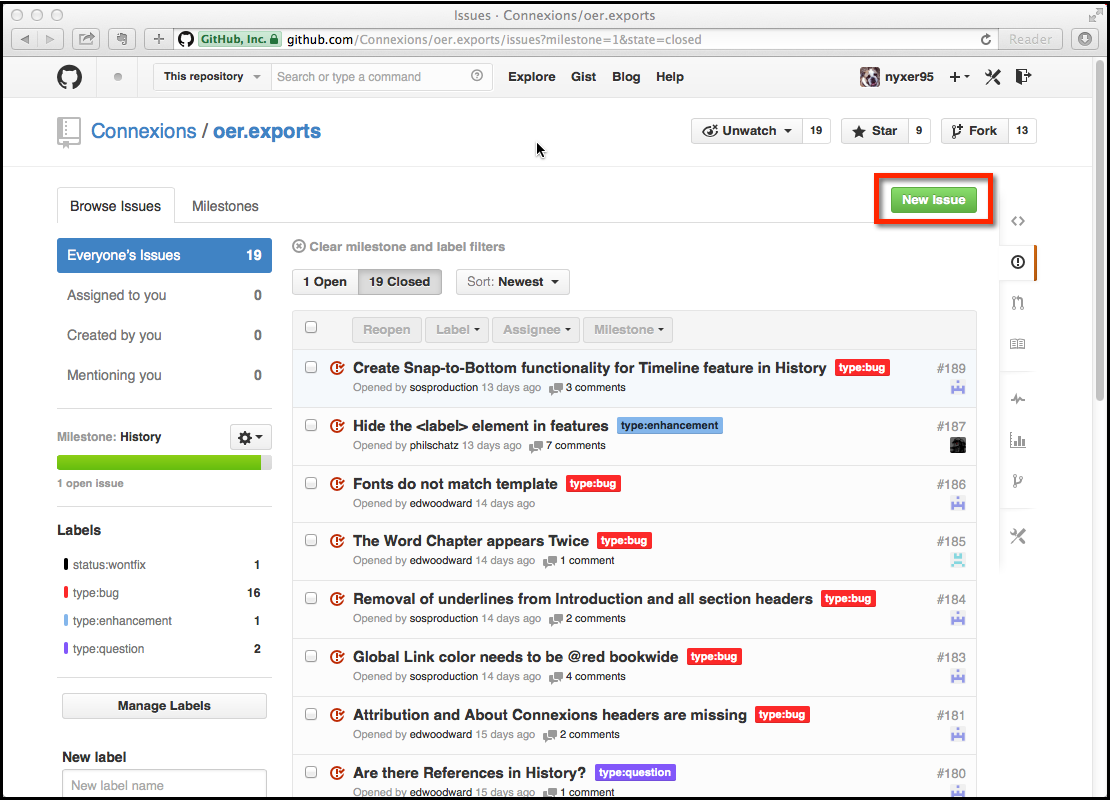 Issues · Connexions/oer.exports
GitHub, Inc. github.com/Connexions/oer.exports/issues?milestone=1&state=closed Reader
This repository Search or type a command Explore Gist Blog Help nyxer95
Connexions / oer.exports Unwatch 19 Star 9 Fork 13
Browse Issues Milestones New Issue
Everyone's Issues 19
Assigned to you 0
Created by you 0
Mentioning you 0
Milestone: History
1 open issue
Labels
status:wontfix 1
type:bug 16
type:enhancement 1
type:question 2
Manage Labels
New label
New label name
Clear milestone and label filters
1 Open 19 Closed Sort: Newest
Reopen Label Assignee Milestone
Create Snap-to-Bottom functionality for Timeline feature in History type:bug #189
Opened by sosproduction 13 days ago 3 comments
Hide the <label> element in features type:enhancement #187
Opened by philschatz 13 days ago 7 comments
Fonts do not match template type:bug #186
Opened by edwoodward 14 days ago
The Word Chapter appears Twice type:bug #185
Opened by edwoodward 14 days ago 1 comment
Removal of underlines from Introduction and all section headers type:bug #184
Opened by sosproduction 14 days ago 2 comments
Global Link color needs to be @red bookwide type:bug #183
Opened by sosproduction 14 days ago 4 comments
Attribution and About Connexions headers are missing type:bug #181
Opened by edwoodward 15 days ago 2 comments
Are there References in History? type:question #180
Opened by edwoodward 15 days ago 1 comment